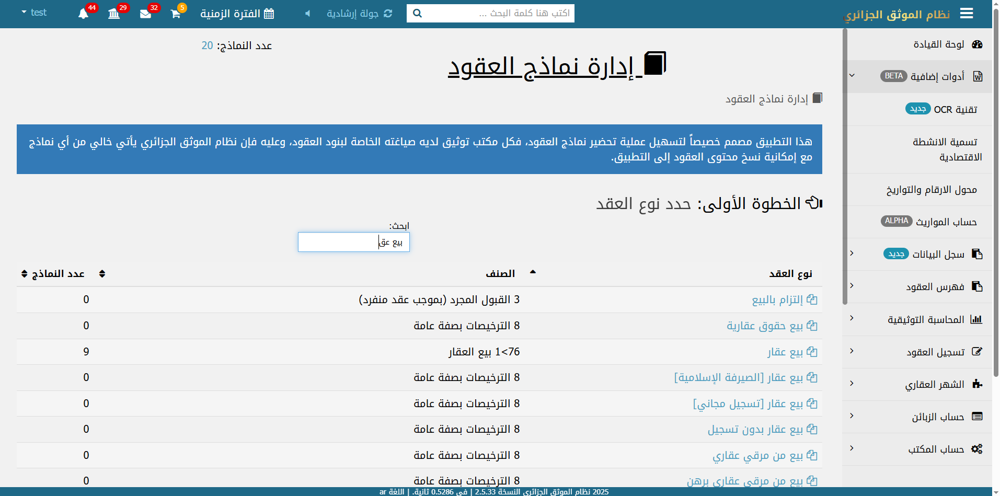 نظام الموثق الجزائري
اكتب هنا كلمة البحث ...
جولة إرشادية
الفترة الزمنية
5
32
29
44
test
لوحة القيادة
أدوات إضافية BETA
تقنية OCR جديد
تسمية الانشطة
الاقتصادية
محول الارقام والتواريخ
حساب المواريث ALPHA
سجل البيانات جديد
فهرس العقود
المحاسبة التوثيقية
تسجيل العقود
الشهر العقاري
حساب الزبائن
حساب المكتب
عدد النماذج: 20
إدارة نماذج العقود
إدارة نماذج العقود
هذا التطبيق مصمم خصيصاً لتسهيل عملية تحضير نماذج العقود، فكل مكتب توثيق لديه صياغته الخاصة لبنود العقود، وعليه فإن نظام الموثق الجزائري يأتي خالي من أي نماذج
مع إمكانية نسخ محتوى العقود إلى التطبيق.
الخطوة الأولى: حدد نوع العقد
ابحث:
بيع عق
نوع العقد الصنف عدد النماذج
إلتزام بالبيع 3 القبول المجرد (بموجب عقد منفرد) 0
بيع حقوق عقارية 8 الترخيصات بصفة عامة 0
بيع عقار 76>1 بيع العقار 9
بيع عقار [الصيرفة الإسلامية] 8 الترخيصات بصفة عامة 0
بيع عقار [تسجيل مجاني] 8 الترخيصات بصفة عامة 0
بيع عقار بدون تسجيل 8 الترخيصات بصفة عامة 0
بيع من مرقي عقاري 8 الترخيصات بصفة عامة 0
بيع من مرقي عقاري برهن 8 الترخيصات بصفة عامة 0
2025 نظام الموثق الجزائري النسخة 2.5.33 | في 0.5286 ثانية. | اللغة ar